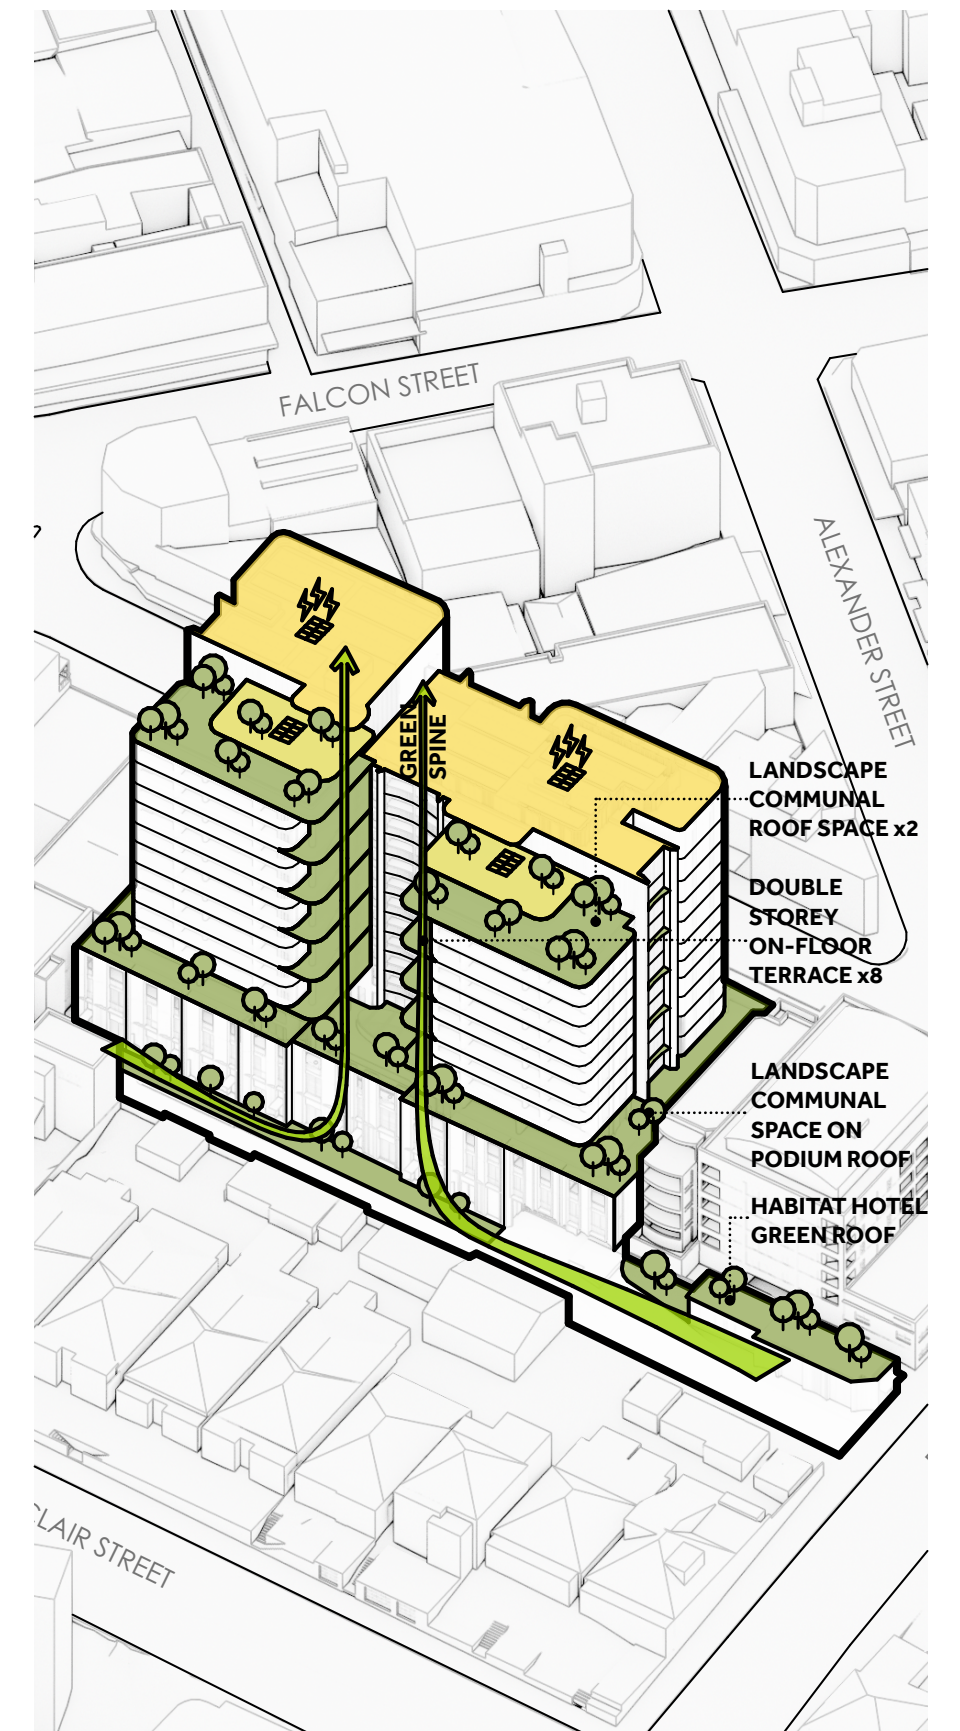 FALCON STREET
ALEXANDER STREET
GREEN
SPINE
LANDSCAPE
COMMUNAL
ROOF SPACE x2
DOUBLE
STOREY
ON-FLOOR
TERRACE x8
LANDSCAPE
COMMUNAL
SPACE ON
PODIUM ROOF
HABITAT HOTEL
GREEN ROOF
CLAIR STREET